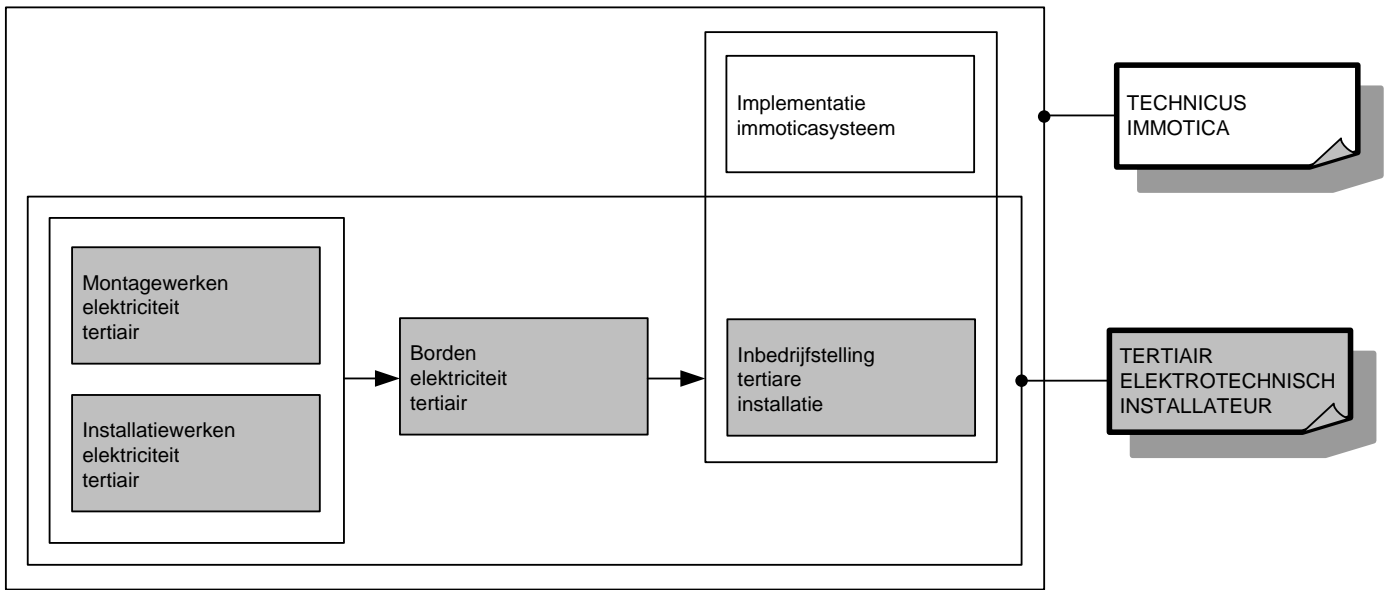 Implementatie
immoticasysteem
TECHNICUS
IMMOTICA
Montagewerken
elektriciteit
tertiair
Installatiewerken
elektriciteit
tertiair
Borden
elektriciteit
tertiair
Inbedrijfstelling
tertiare
installatie
TERTIAIR
ELEKTROTECHNISCH
INSTALLATEUR